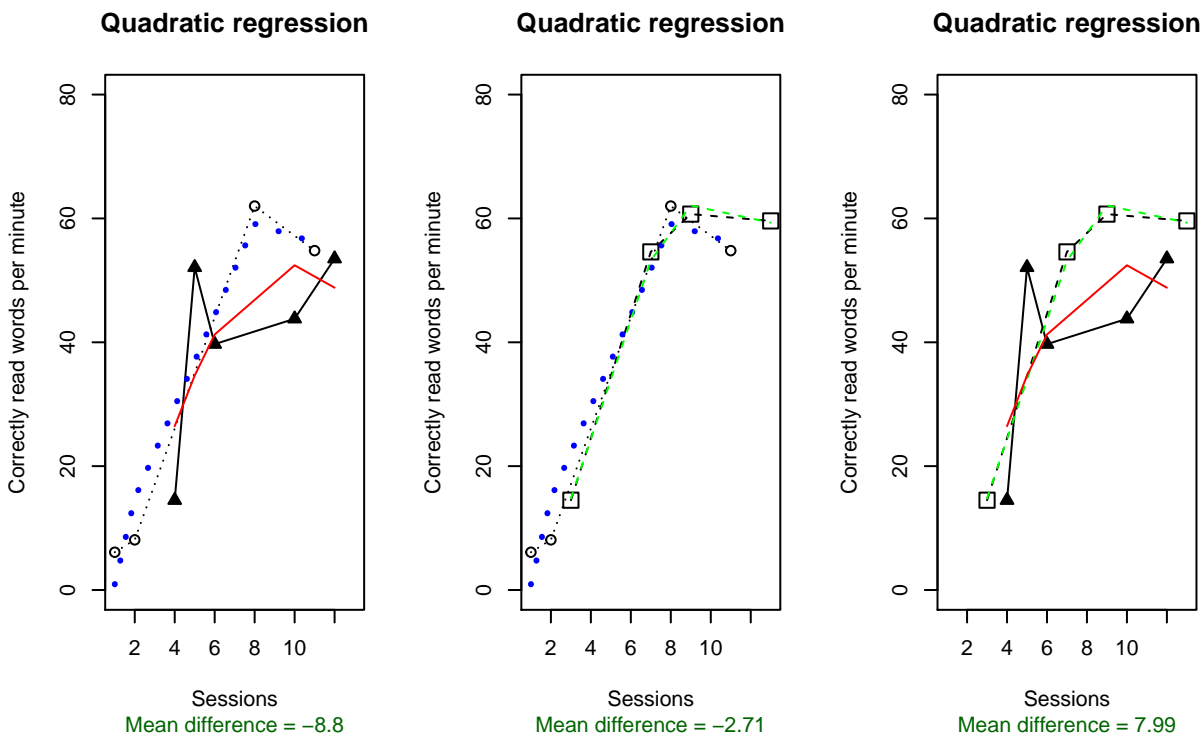 Quadratic regression
Correctly read words per minute
80
60
40
20
0
2 4 6 8 10
Sessions
Mean difference = −8.8
Quadratic regression
Correctly read words per minute
80
60
40
20
0
2 4 6 8 10
Sessions
Mean difference = −2.71
Quadratic regression
Correctly read words per minute
80
60
40
20
0
2 4 6 8 10
Sessions
Mean difference = 7.99